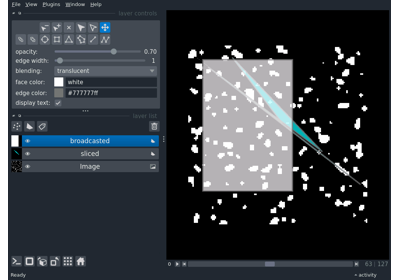 File View Plugins Window Help
layer controls
opacity: 0.70
edge width: 1
blending: translucent
face color: white
edge color: #777777ff
display text:
layer list
broadcasted
sliced
Image
63 127
Ready
activity